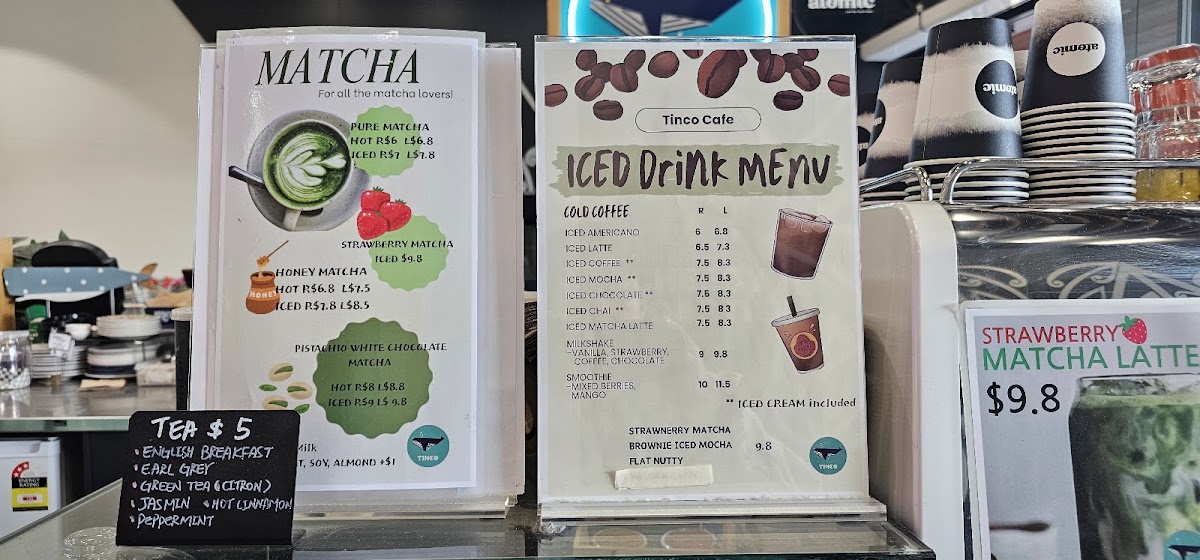 MATCHA
For all the matcha lovers!
PURE MATCHA
HOT R$6 L$6.8
ICED R$7 L$7.8
STRAWBERRY MATCHA
ICED $9.8
HONEY
HONEY MATCHA
HOT R$6.8 L$7.5
ICED R$7.8 L$8.5
PISTACHIO WHITE CHOCOLATE
MATCHA
HOT R$8 L$8.8
ICED R$9 L$ 9.8
Milk
T, SOY, ALMOND +$1
TINCO
TEA $ 5
• ENGLISH BREAKFAST
• EARL GREY
• GREEN TEA (CITRON)
• JASMIN • HOT CINNAMON
• PEPPERMINT
Tinco Cafe
ICED DrINK MENU
COLD COFFEE R L
ICED AMERICANO 6 6.8
ICED LATTE 6.5 7.3
ICED COFFEE ** 7.5 8.3
ICED MOCHA ** 7.5 8.3
ICED CHOCOLATE ** 7.5 8.3
ICED CHAI ** 7.5 8 3
ICED MATCHA LATTE 7.5 8.3
MILKSHAKE
-VANILLA, STRAWBERRY, 9 9.8
COFFEE, CHOCOLATE
SMOOTHIE
-MIXED BERRIES, 10 11.5
MANGO
** ICED CREAM included
STRAWNERRY MATCHA
BROWNIE ICED MOCHA 9.8
FLAT NUTTY
TINCO
atomic
atomic
atomic
STRAWBERRY
MATCHA LATTE
$9.8
ENERGY
RATING